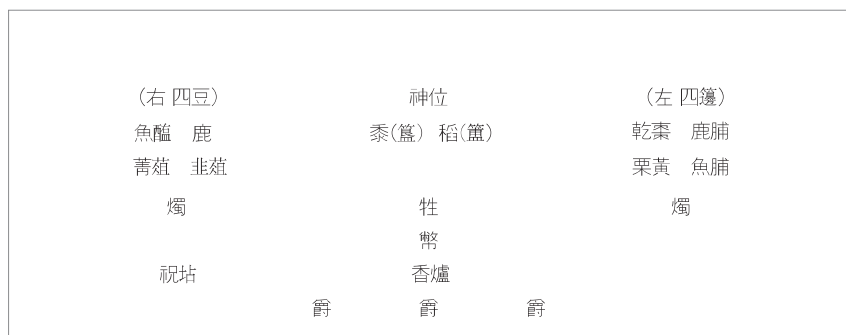 (右 四豆) 神位 (左 四籩)
魚醢 鹿 黍(簋) 稻(簠) 乾棗 鹿脯
菁菹 韭菹 栗黃 魚脯
燭 牲 燭
幣
祝坫 香爐
爵 爵 爵